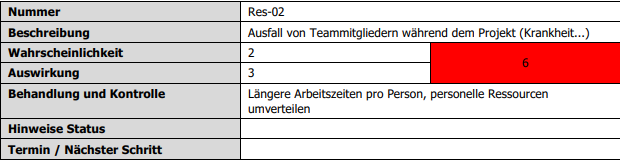 Nummer Res-02
Beschreibung Ausfall von Teammitgliedern während dem Projekt (Krankheit...)
Wahrscheinlichkeit 2
6
Auswirkung 3
Behandlung und Kontrolle Längere Arbeitszeiten pro Person, personelle Ressourcen
umverteilen
Hinweise Status
Termin / Nächster Schritt